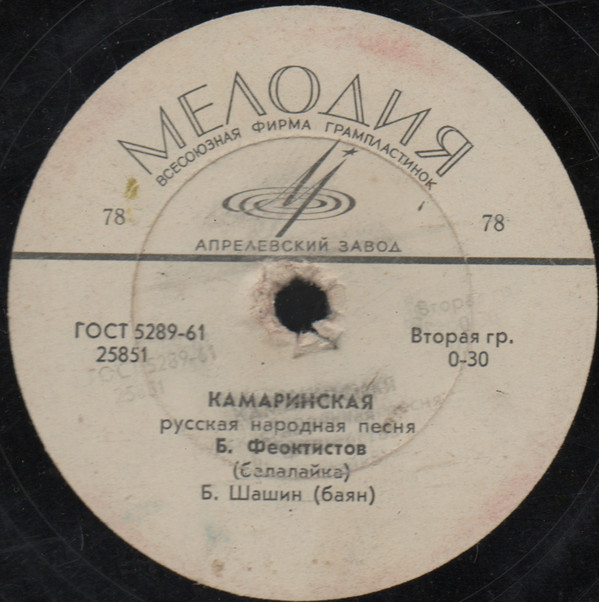 МЕЛОДИЯ
ВСЕСОЮЗНАЯ ФИРМА ГРАМПЛАСТИНОК
78 78
АПРЕЛЕВСКИЙ ЗАВОД
ГОСТ 5289-61 Вторая гр.
25851 0-30
КАМАРИНСКАЯ
русская народная песня
Б. Феоктистов
(балалайка)
Б. Шашин (баян)